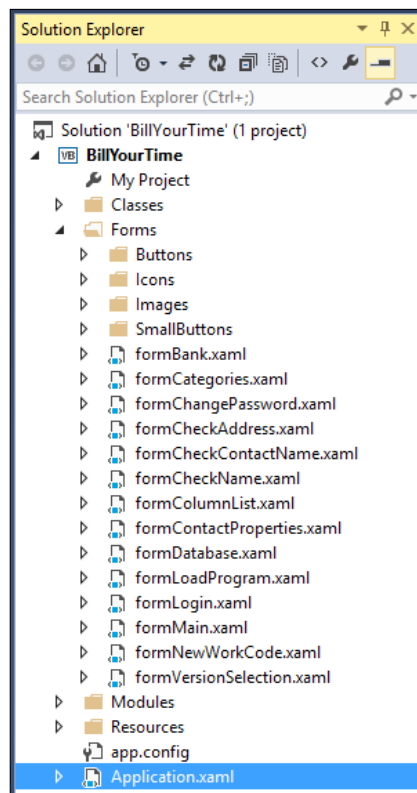 Solution Explorer
Search Solution Explorer (Ctrl+;)
Solution 'BillYourTime' (1 project)
VB BillYourTime
My Project
Classes
Forms
Buttons
Icons
Images
SmallButtons
formBank.xaml
formCategories.xaml
formChangePassword.xaml
formCheckAddress.xaml
formCheckContactName.xaml
formCheckName.xaml
formColumnList.xaml
formContactProperties.xaml
formDatabase.xaml
formLoadProgram.xaml
formLogin.xaml
formMain.xaml
formNewWorkCode.xaml
formVersionSelection.xaml
Modules
Resources
app.config
Application.xaml